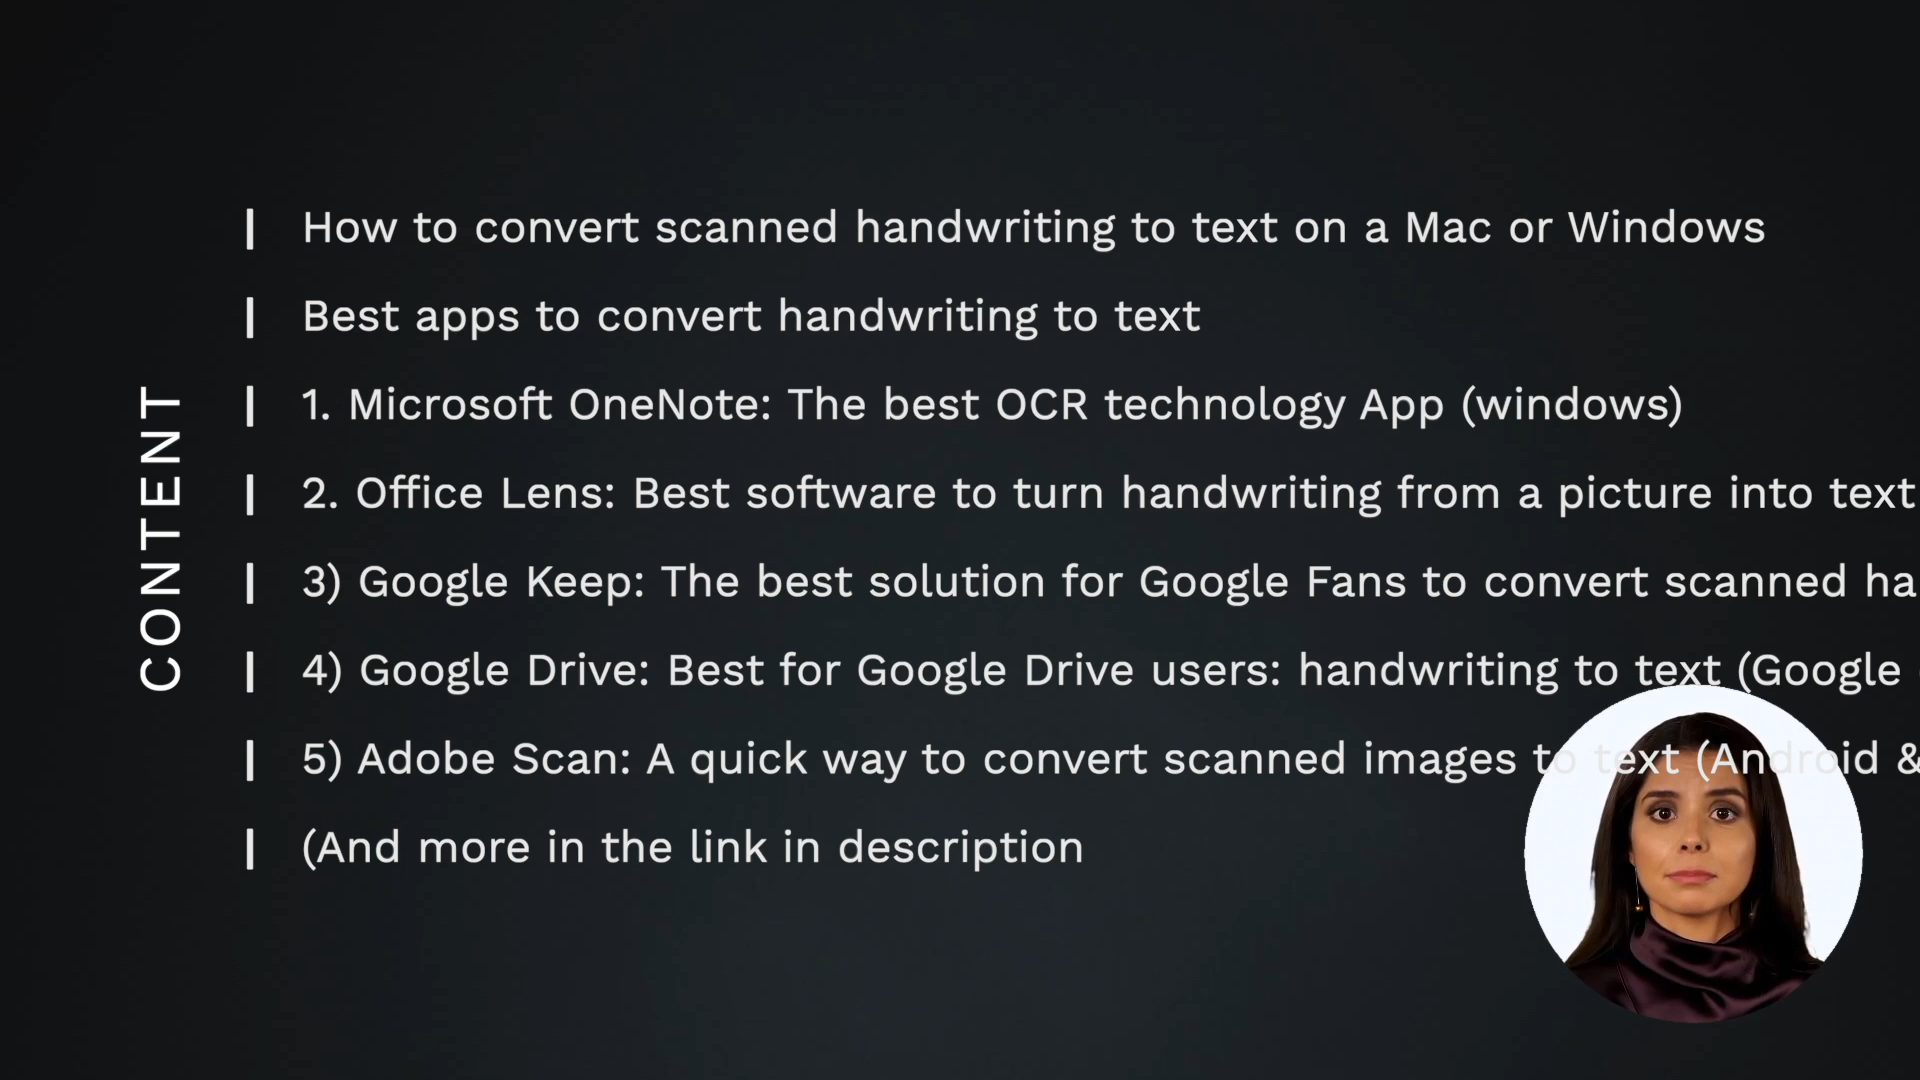 CONTENT
How to convert scanned handwriting to text on a Mac or Windows
Best apps to convert handwriting to text
1. Microsoft OneNote: The best OCR technology App (windows)
2. Office Lens: Best software to turn handwriting from a picture into text
3) Google Keep: The best solution for Google Fans to convert scanned ha
4) Google Drive: Best for Google Drive users: handwriting to text (Google
5) Adobe Scan: A quick way to convert scanned images to text (Android &
(And more in the link in description